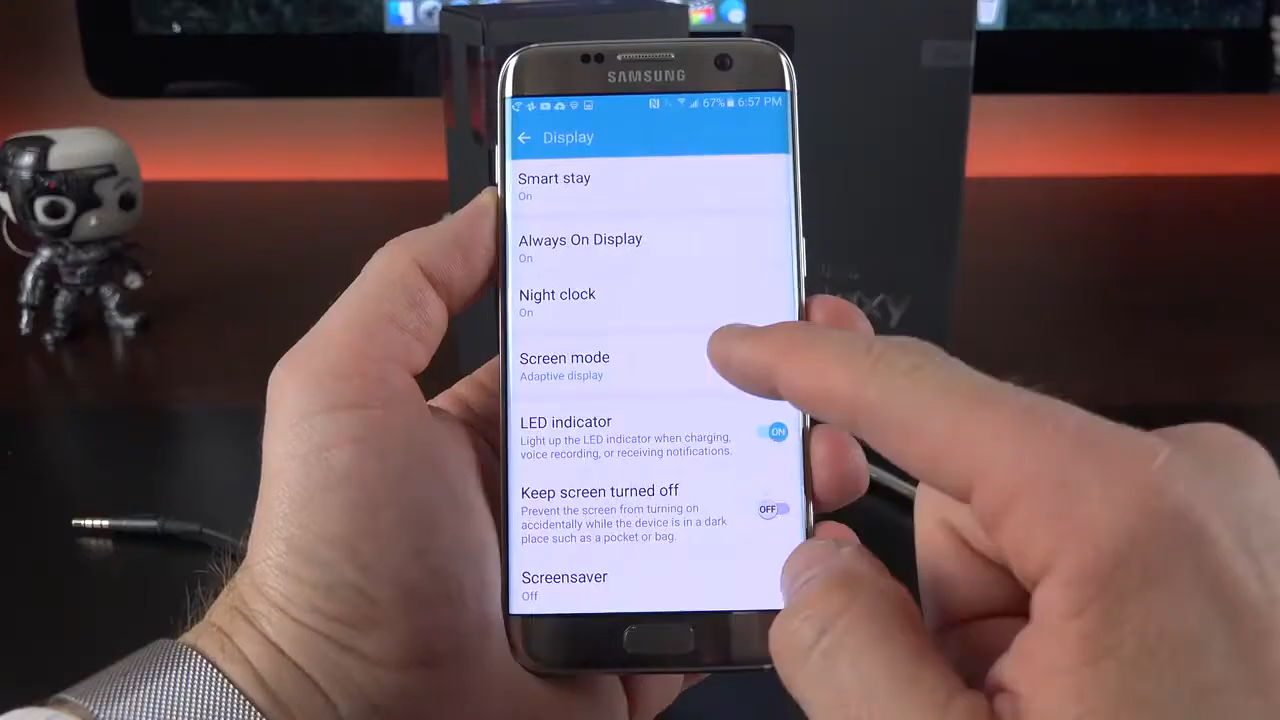 SAMSUNG
67% 6:57 PM
Display
Smart stay
On
Always On Display
On
Night clock
On
Screen mode
Adaptive display
LED indicator
Light up the LED indicator when charging,
voice recording, or receiving notifications.
ON
Keep screen turned off
Prevent the screen from turning on
accidentally while the device is in a dark
place such as a pocket or bag.
OFF
Screensaver
Off